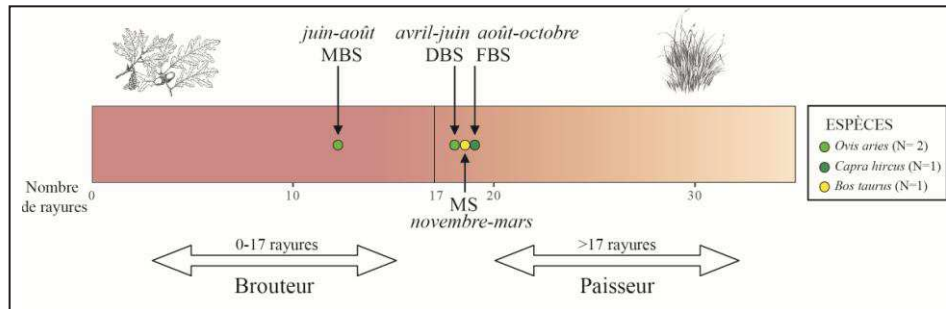 juin-août avril-juin août-octobre
MBS DBS FBS
ESPÈCES
Ovis aries (N= 2)
Capra hircus (N=1)
Bos taurus (N=1)
Nombre
de rayures
0 10 17 20 30
MS
novembre-mars
0-17 rayures >17 rayures
Brouteur Paisseur